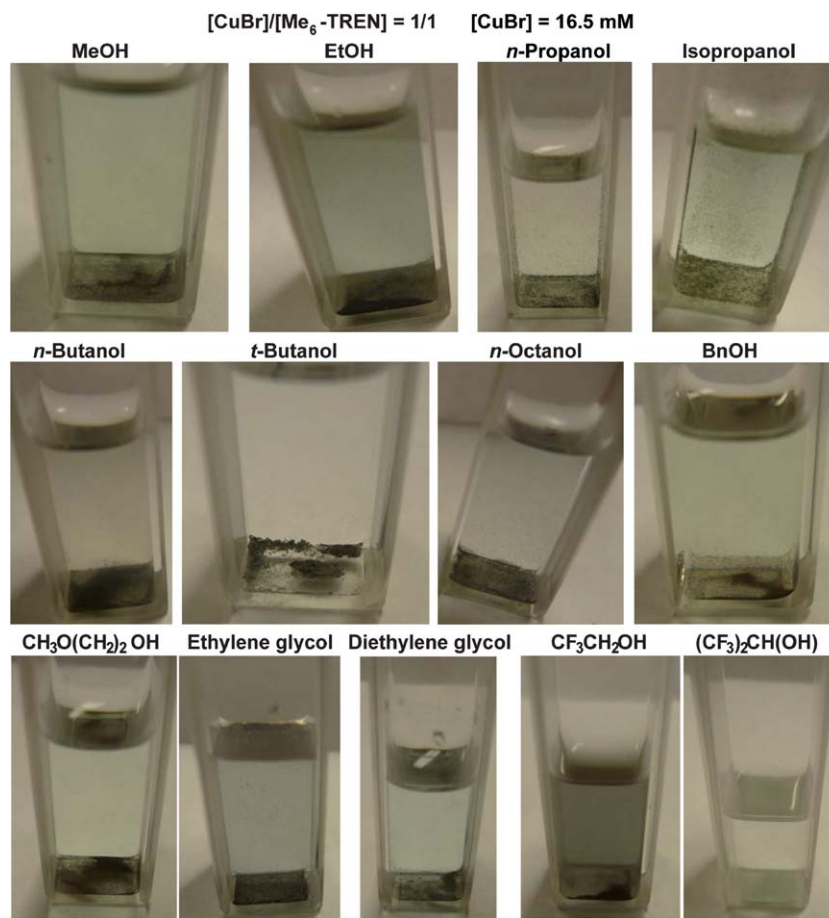 [CuBr]/[Me6-TREN] = 1/1 [CuBr] = 16.5 mM
MeOH EtOH n-Propanol Isopropanol
n-Butanol t-Butanol n-Octanol BnOH
CH3O(CH2)2 OH Ethylene glycol Diethylene glycol CF3CH2OH (CF3)2CH(OH)